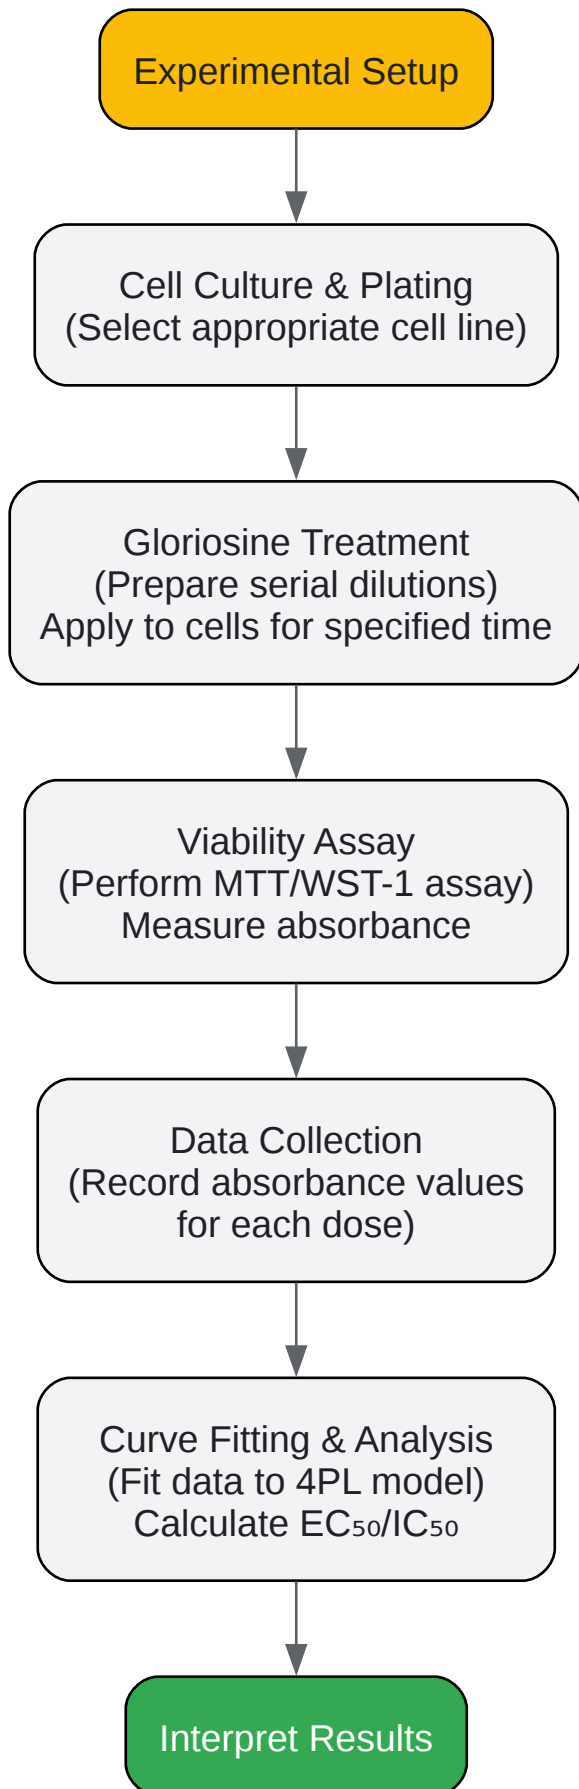 Experimental Setup
Cell Culture & Plating
(Select appropriate cell line)
Gloriosine Treatment
(Prepare serial dilutions)
Apply to cells for specified time
Viability Assay
(Perform MTT/WST-1 assay)
Measure absorbance
Data Collection
(Record absorbance values
for each dose)
Curve Fitting & Analysis
(Fit data to 4PL model)
Calculate EC₅₀/IC₅₀
Interpret Results